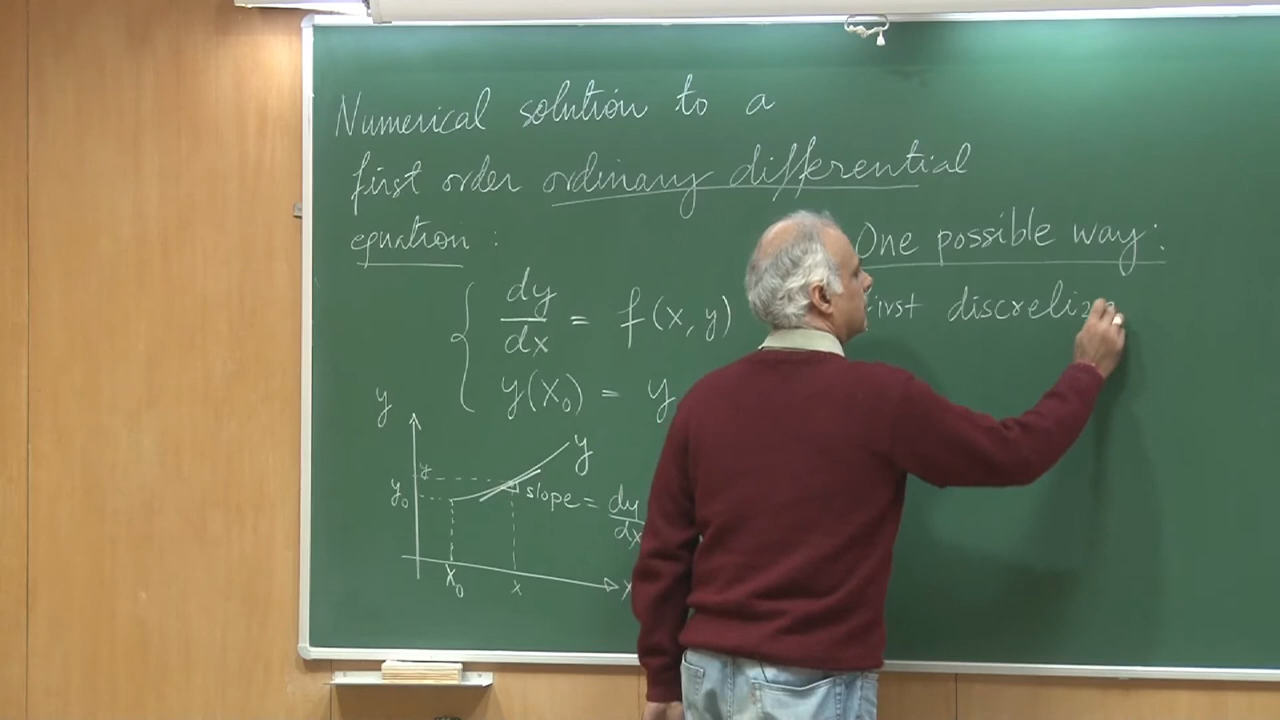 Numerical solution to a
first order ordinary differential
equation :
dy/dx = f(x, y)
y(x₀) = y
y
y
y
y₀
slope = dy/dx
x₀
x
x
One possible way:
First discretize